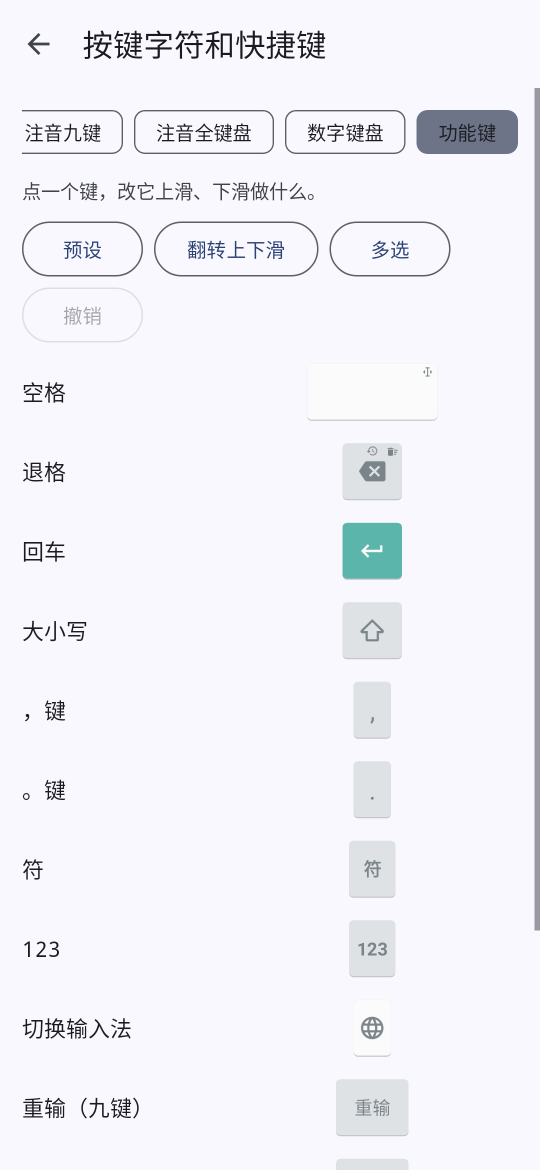 按键字符和快捷键
注音九键 注音全键盘 数字键盘 功能键
点一个键，改它上滑、下滑做什么。
预设 翻转上下滑 多选
撤销
空格
退格
回车
大小写
，键 ,
。键 .
符 符
123 123
切换输入法
重输（九键） 重输